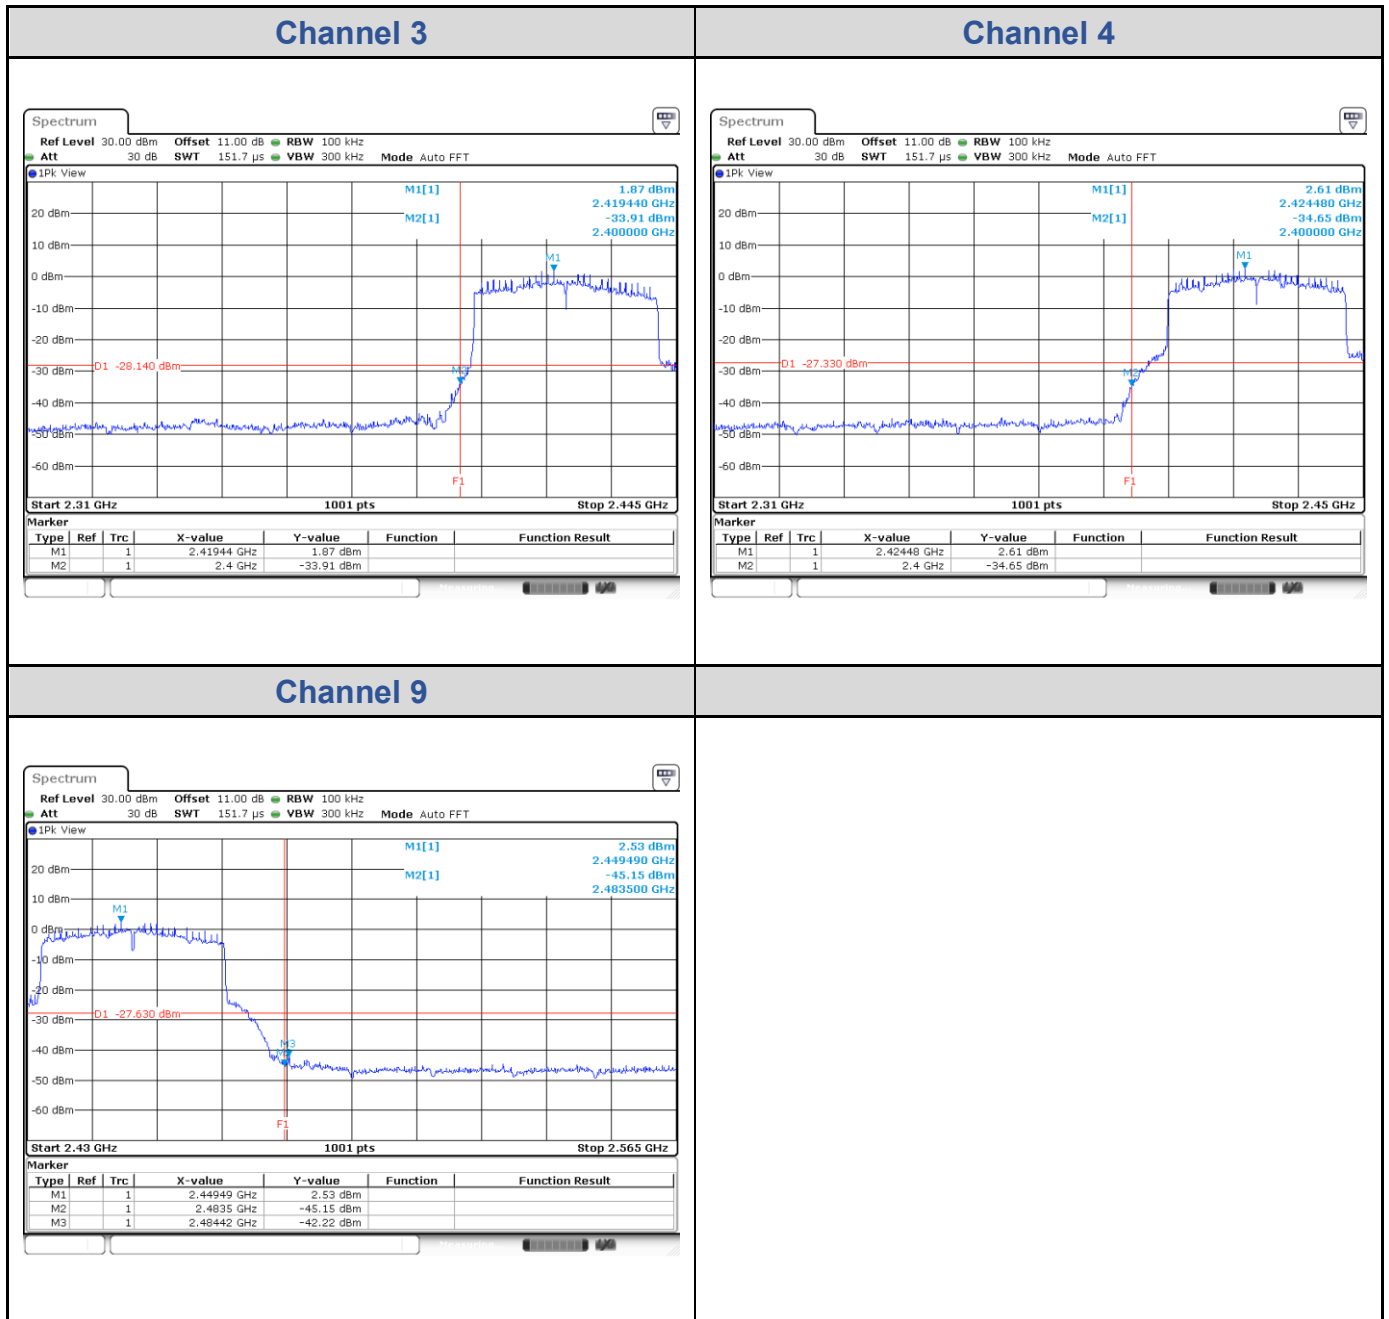 Channel 3
Channel 4
Spectrum
Ref Level 30.00 dBm Offset 11.00 dB RBW 100 kHz
Att 30 dB SWT 151.7 µs VBW 300 kHz Mode Auto FFT
1Pk View
M1[1] 1.87 dBm
2.419440 GHz
20 dBm
M2[1] -33.91 dBm
2.400000 GHz
10 dBm
M1
0 dBm
-10 dBm
-20 dBm
D1 -28.140 dBm
-30 dBm
-40 dBm
-50 dBm
-60 dBm
F1
Start 2.31 GHz 1001 pts Stop 2.445 GHz
Marker
Type Ref Trc X-value Y-value Function Function Result
M1 1 2.41944 GHz 1.87 dBm
M2 1 2.4 GHz -33.91 dBm
Spectrum
Ref Level 30.00 dBm Offset 11.00 dB RBW 100 kHz
Att 30 dB SWT 151.7 µs VBW 300 kHz Mode Auto FFT
1Pk View
M1[1] 2.61 dBm
2.424480 GHz
20 dBm
M2[1] -34.65 dBm
2.400000 GHz
10 dBm
M1
0 dBm
-10 dBm
-20 dBm
D1 -27.330 dBm
-30 dBm
M2
-40 dBm
-50 dBm
-60 dBm
F1
Start 2.31 GHz 1001 pts Stop 2.45 GHz
Marker
Type Ref Trc X-value Y-value Function Function Result
M1 1 2.42448 GHz 2.61 dBm
M2 1 2.4 GHz -34.65 dBm
Channel 9
Spectrum
Ref Level 30.00 dBm Offset 11.00 dB RBW 100 kHz
Att 30 dB SWT 151.7 µs VBW 300 kHz Mode Auto FFT
1Pk View
M1[1] 2.53 dBm
2.449490 GHz
20 dBm
M2[1] -45.15 dBm
2.483500 GHz
10 dBm
M1
0 dBm
-10 dBm
-20 dBm
D1 -27.630 dBm
-30 dBm
M3
-40 dBm
-50 dBm
-60 dBm
F1
Start 2.43 GHz 1001 pts Stop 2.565 GHz
Marker
Type Ref Trc X-value Y-value Function Function Result
M1 1 2.44949 GHz 2.53 dBm
M2 1 2.4835 GHz -45.15 dBm
M3 1 2.48442 GHz -42.22 dBm